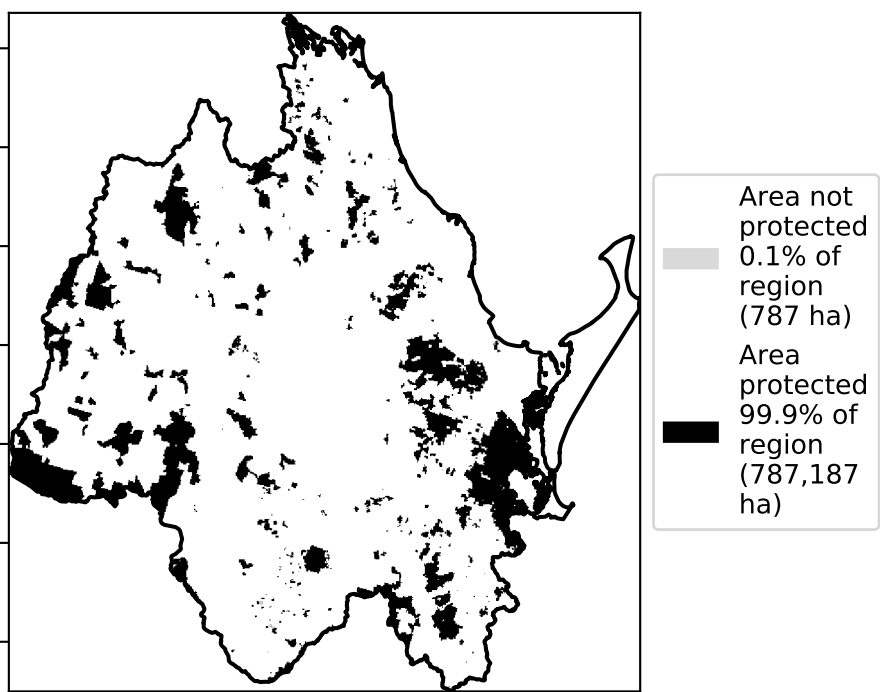 Area not
protected
0.1% of
region
(787 ha)
Area
protected
99.9% of
region
(787,187
ha)